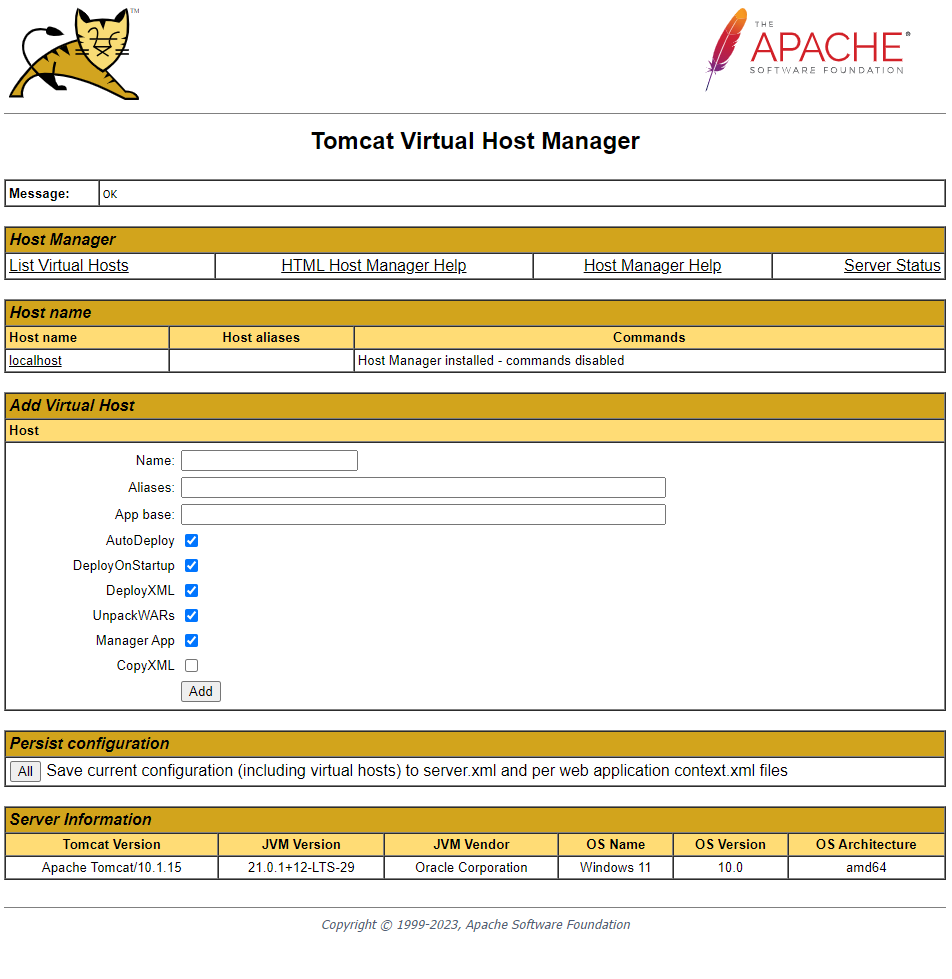 TM
THE
APACHE®
SOFTWARE FOUNDATION
Tomcat Virtual Host Manager
Message: OK
Host Manager
List Virtual Hosts HTML Host Manager Help Host Manager Help Server Status
Host name
Host name Host aliases Commands
localhost Host Manager installed - commands disabled
Add Virtual Host
Host
Name:
Aliases:
App base:
AutoDeploy
DeployOnStartup
DeployXML
UnpackWARs
Manager App
CopyXML
Add
Persist configuration
All Save current configuration (including virtual hosts) to server.xml and per web application context.xml files
Server Information
Tomcat Version JVM Version JVM Vendor OS Name OS Version OS Architecture
Apache Tomcat/10.1.15 21.0.1+12-LTS-29 Oracle Corporation Windows 11 10.0 amd64
Copyright © 1999-2023, Apache Software Foundation